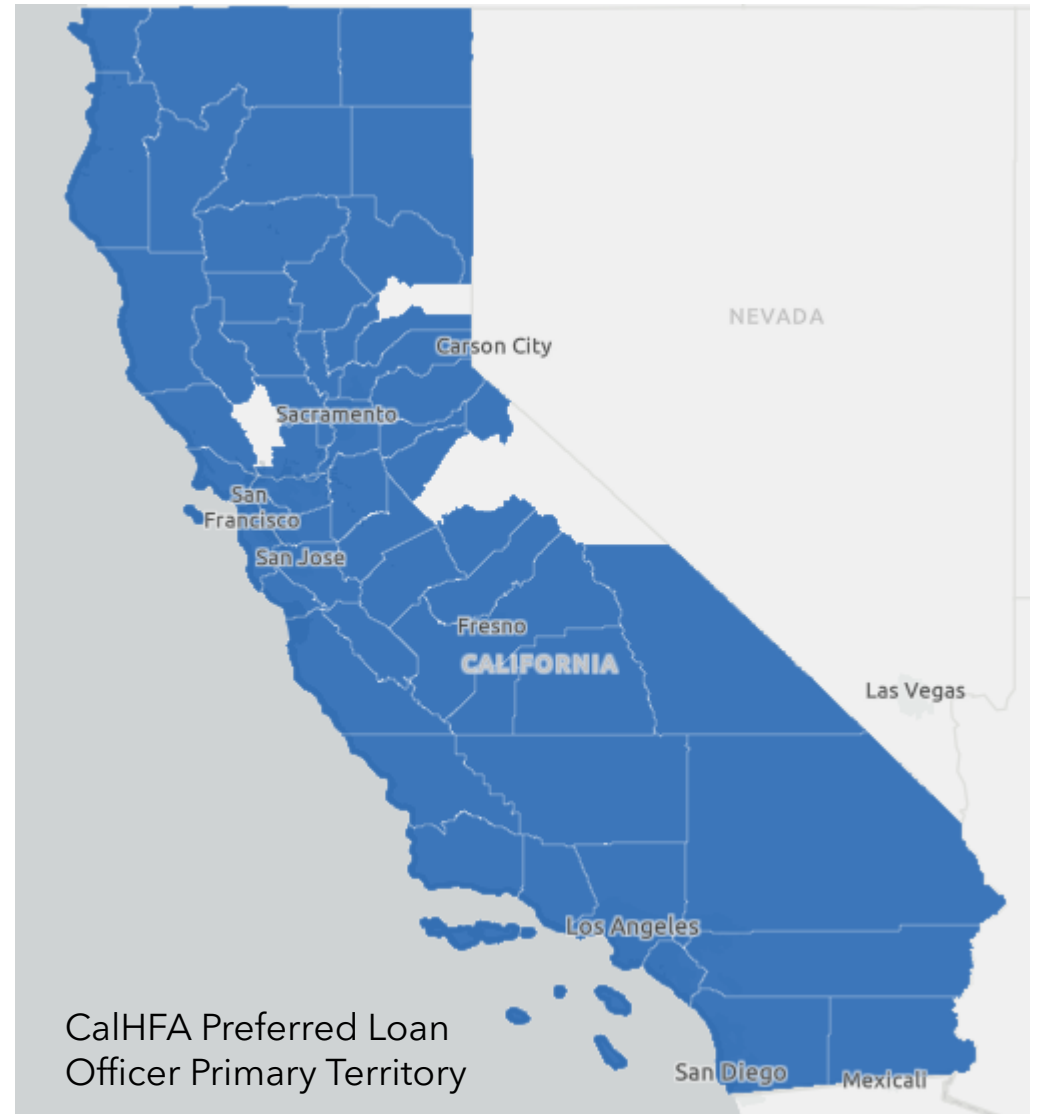 NEVADA
Carson City
Sacramento
San
Francisco
San Jose
Fresno
CALIFORNIA
Las Vegas
Los Angeles
CalHFA Preferred Loan
Officer Primary Territory
San Diego
Mexicali